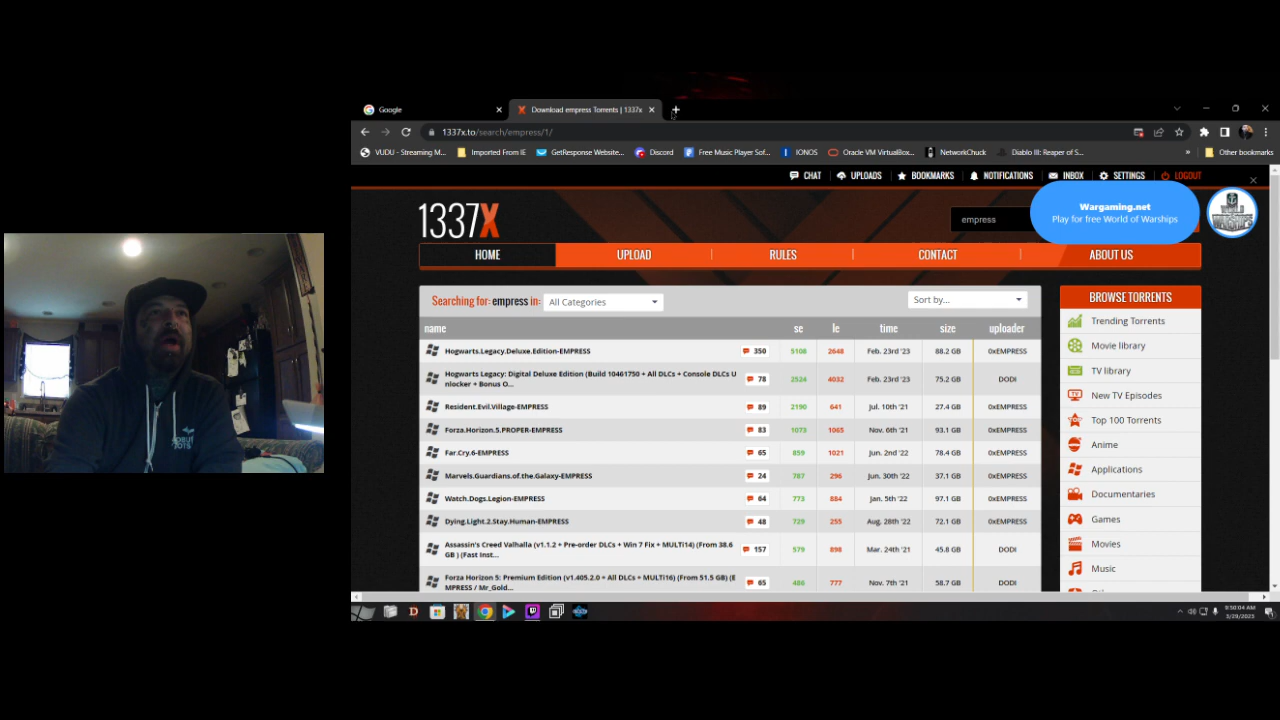 Google
Download empress Torrents | 1337x
1337x.to/search/empress/1/
VUDU - Streaming M...
Imported From IE
GetResponse Website...
Discord
Free Music Player Sof...
IONOS
Oracle VM VirtualBox...
NetworkChuck
Diablo III: Reaper of S...
»
Other bookmarks
CHAT
UPLOADS
BOOKMARKS
NOTIFICATIONS
INBOX
SETTINGS
LOGOUT
1337X
empress
Wargaming.net
Play for free World of Warships
HOME
UPLOAD
RULES
CONTACT
ABOUT US
Searching for: empress in:
All Categories
Sort by...
name se le time size uploader
Hogwarts.Legacy.Deluxe.Edition-EMPRESS 350 5108 2648 Feb. 23rd '23 88.2 GB 0xEMPRESS
Hogwarts Legacy: Digital Deluxe Edition (Build 10461750 + All DLCs + Console DLCs U
nlocker + Bonus O... 78 2524 4032 Feb. 23rd '23 75.2 GB DODI
Resident.Evil.Village-EMPRESS 89 2190 641 Jul. 10th '21 27.4 GB 0xEMPRESS
Forza.Horizon.5.PROPER-EMPRESS 83 1073 1065 Nov. 6th '21 93.1 GB 0xEMPRESS
Far.Cry.6-EMPRESS 65 859 1021 Jun. 2nd '22 78.4 GB 0xEMPRESS
Marvels.Guardians.of.the.Galaxy-EMPRESS 24 787 296 Jun. 30th '22 37.1 GB 0xEMPRESS
Watch.Dogs.Legion-EMPRESS 64 773 884 Jan. 5th '22 97.1 GB 0xEMPRESS
Dying.Light.2.Stay.Human-EMPRESS 48 729 255 Aug. 28th '22 72.1 GB 0xEMPRESS
Assassin's Creed Valhalla (v1.1.2 + Pre-order DLCs + Win 7 Fix + MULTi14) (From 38.6
GB ) (Fast Inst... 157 579 898 Mar. 24th '21 45.8 GB DODI
Forza Horizon 5: Premium Edition (v1.405.2.0 + All DLCs + MULTi16) (From 51.5 GB) (E
MPRESS / Mr_Gold... 65 486 777 Nov. 7th '21 58.7 GB DODI
BROWSE TORRENTS
Trending Torrents
Movie library
TV library
New TV Episodes
Top 100 Torrents
Anime
Applications
Documentaries
Games
Movies
Music
9:50:04 AM